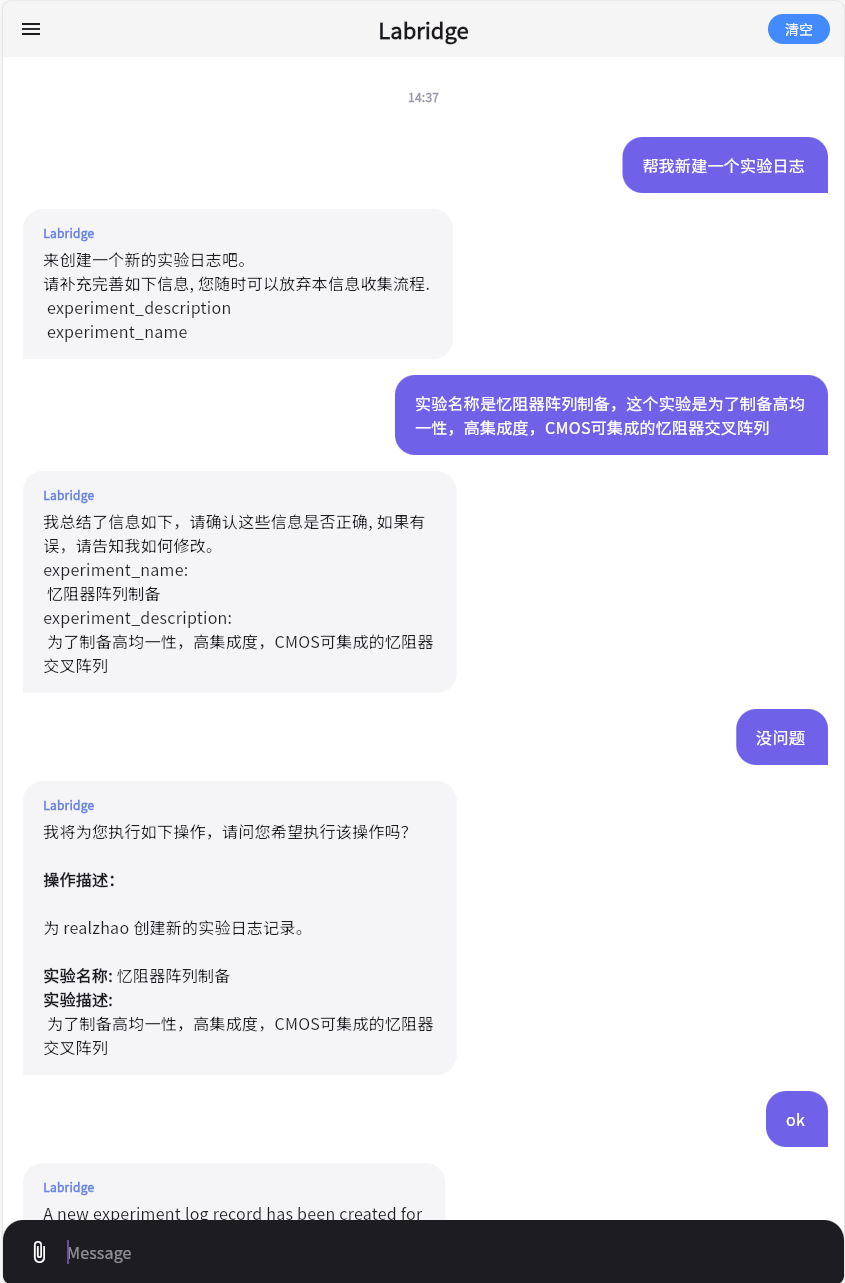 Labridge
清空
14:37
帮我新建一个实验日志
Labridge
来创建一个新的实验日志吧。
请补充完善如下信息, 您随时可以放弃本信息收集流程.
experiment_description
experiment_name
实验名称是忆阻器阵列制备，这个实验是为了制备高均
一性，高集成度，CMOS可集成的忆阻器交叉阵列
Labridge
我总结了信息如下，请确认这些信息是否正确, 如果有
误，请告知我如何修改。
experiment_name:
忆阻器阵列制备
experiment_description:
为了制备高均一性，高集成度，CMOS可集成的忆阻器
交叉阵列
没问题
Labridge
我将为您执行如下操作，请问您希望执行该操作吗？
操作描述：
为 realzhao 创建新的实验日志记录。
实验名称: 忆阻器阵列制备
实验描述:
为了制备高均一性，高集成度，CMOS可集成的忆阻器
交叉阵列
ok
Labridge
A new experiment log record has been created for
Message